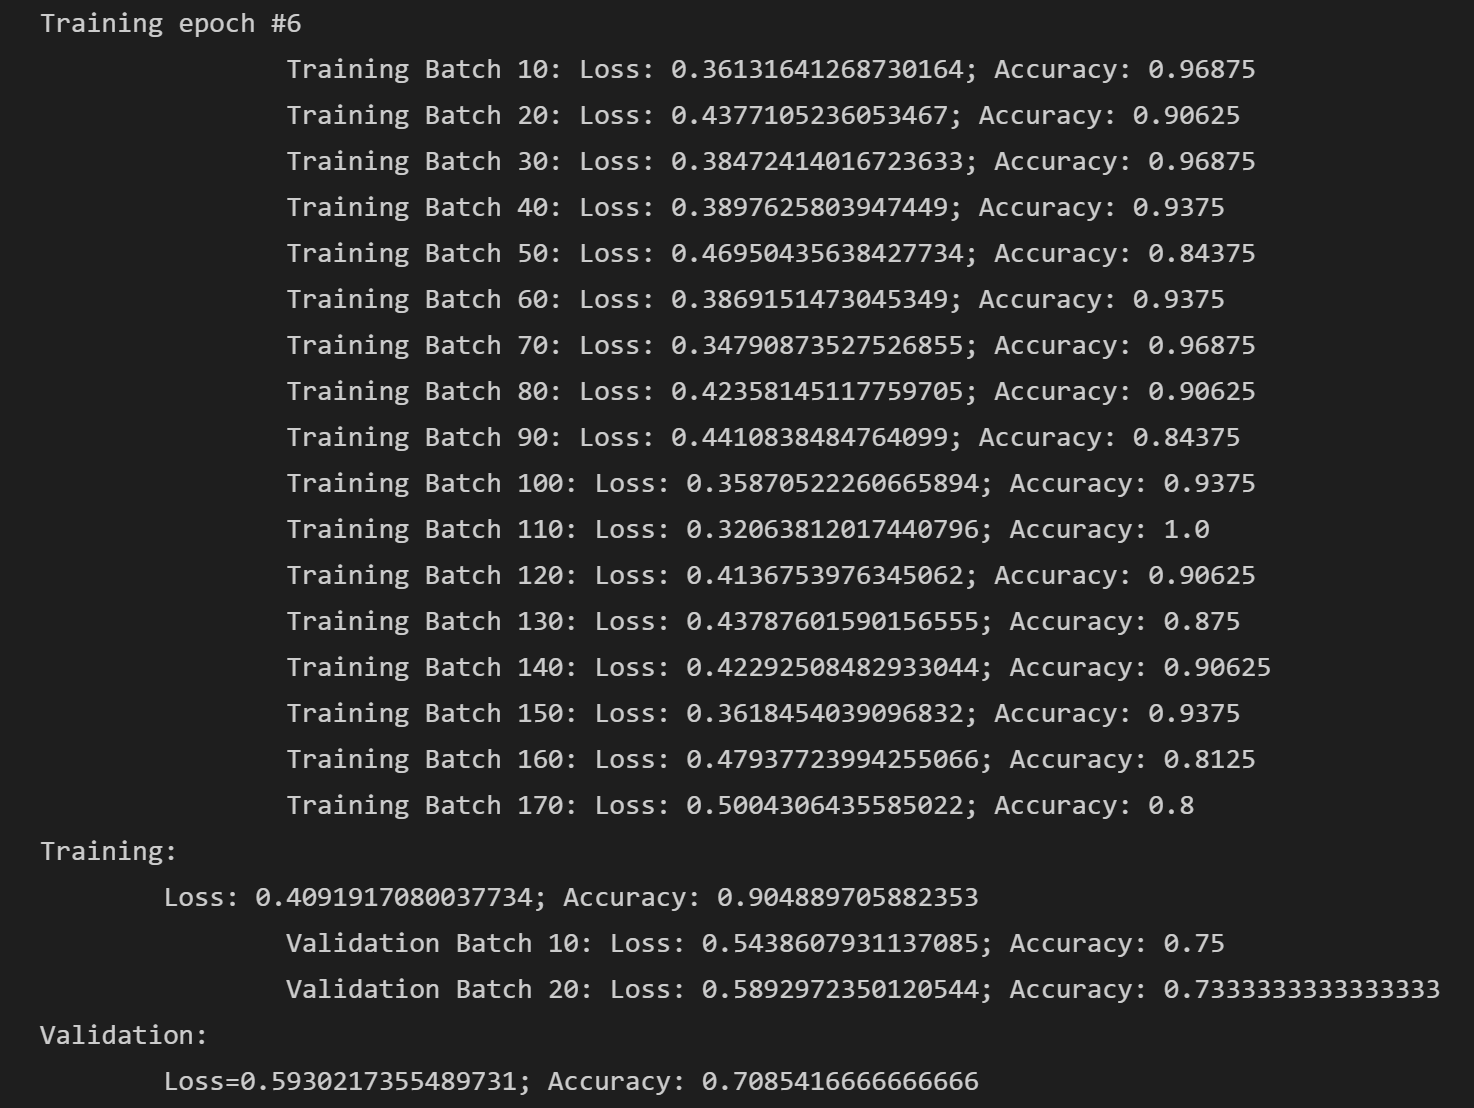 Training epoch #6
Training Batch 10: Loss: 0.36131641268730164; Accuracy: 0.96875
Training Batch 20: Loss: 0.4377105236053467; Accuracy: 0.90625
Training Batch 30: Loss: 0.38472414016723633; Accuracy: 0.96875
Training Batch 40: Loss: 0.3897625803947449; Accuracy: 0.9375
Training Batch 50: Loss: 0.46950435638427734; Accuracy: 0.84375
Training Batch 60: Loss: 0.3869151473045349; Accuracy: 0.9375
Training Batch 70: Loss: 0.34790873527526855; Accuracy: 0.96875
Training Batch 80: Loss: 0.42358145117759705; Accuracy: 0.90625
Training Batch 90: Loss: 0.4410838484764099; Accuracy: 0.84375
Training Batch 100: Loss: 0.35870522260665894; Accuracy: 0.9375
Training Batch 110: Loss: 0.32063812017440796; Accuracy: 1.0
Training Batch 120: Loss: 0.4136753976345062; Accuracy: 0.90625
Training Batch 130: Loss: 0.43787601590156555; Accuracy: 0.875
Training Batch 140: Loss: 0.42292508482933044; Accuracy: 0.90625
Training Batch 150: Loss: 0.3618454039096832; Accuracy: 0.9375
Training Batch 160: Loss: 0.47937723994255066; Accuracy: 0.8125
Training Batch 170: Loss: 0.5004306435585022; Accuracy: 0.8
Training:
Loss: 0.4091917080037734; Accuracy: 0.904889705882353
Validation Batch 10: Loss: 0.5438607931137085; Accuracy: 0.75
Validation Batch 20: Loss: 0.5892972350120544; Accuracy: 0.7333333333333333
Validation:
Loss=0.5930217355489731; Accuracy: 0.7085416666666666